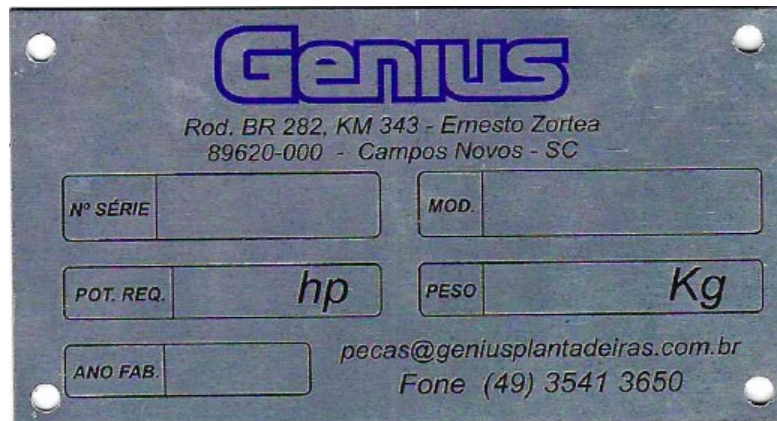 Genius
Rod. BR 282, KM 343 - Ernesto Zortea
89620-000 - Campos Novos - SC
Nº SÉRIE
MOD.
POT. REQ. hp
PESO Kg
ANO FAB.
pecas@geniusplantadeiras.com.br
Fone (49) 3541 3650